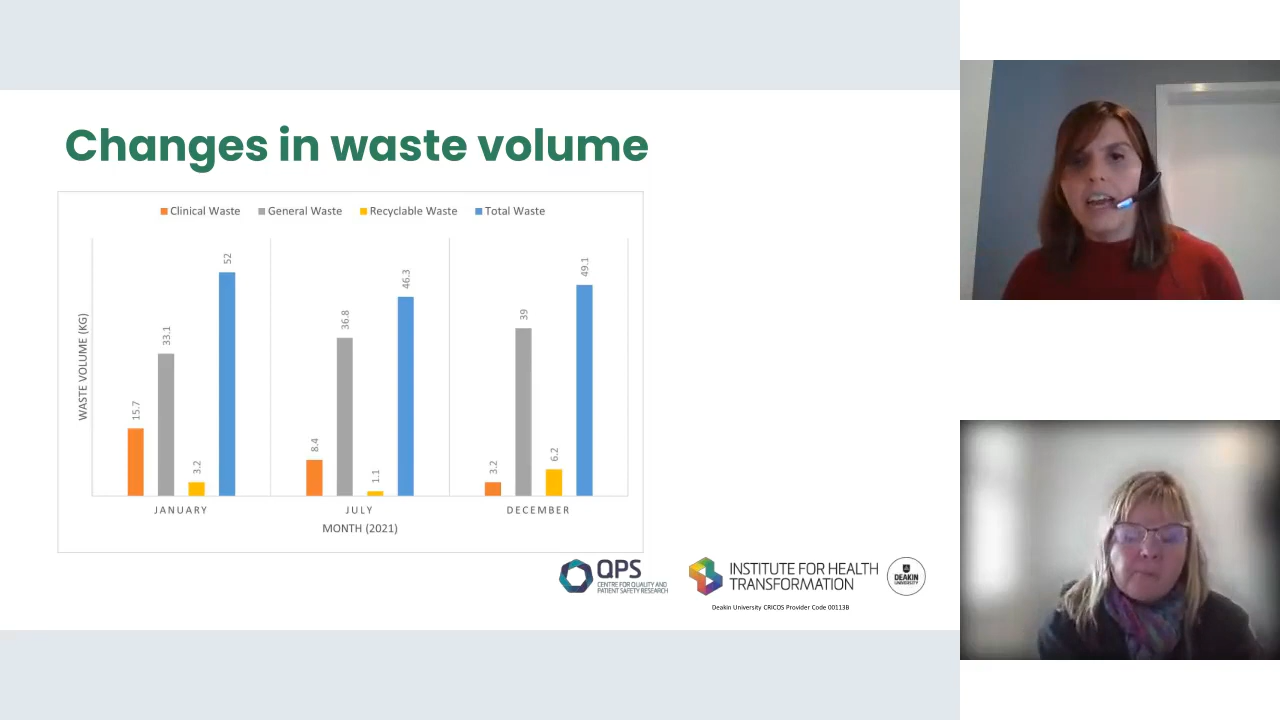 Changes in waste volume
Clinical Waste General Waste Recyclable Waste Total Waste
WASTE VOLUME (KG)
15.7 33.1 3.2 52
8.4 36.8 1.1 46.3
3.2 39 6.2 49.1
JANUARY JULY DECEMBER
MONTH (2021)
QPS
CENTRE FOR QUALITY AND
PATIENT SAFETY RESEARCH
INSTITUTE FOR HEALTH
TRANSFORMATION
DEAKIN
UNIVERSITY
Deakin University CRICOS Provider Code 00113B